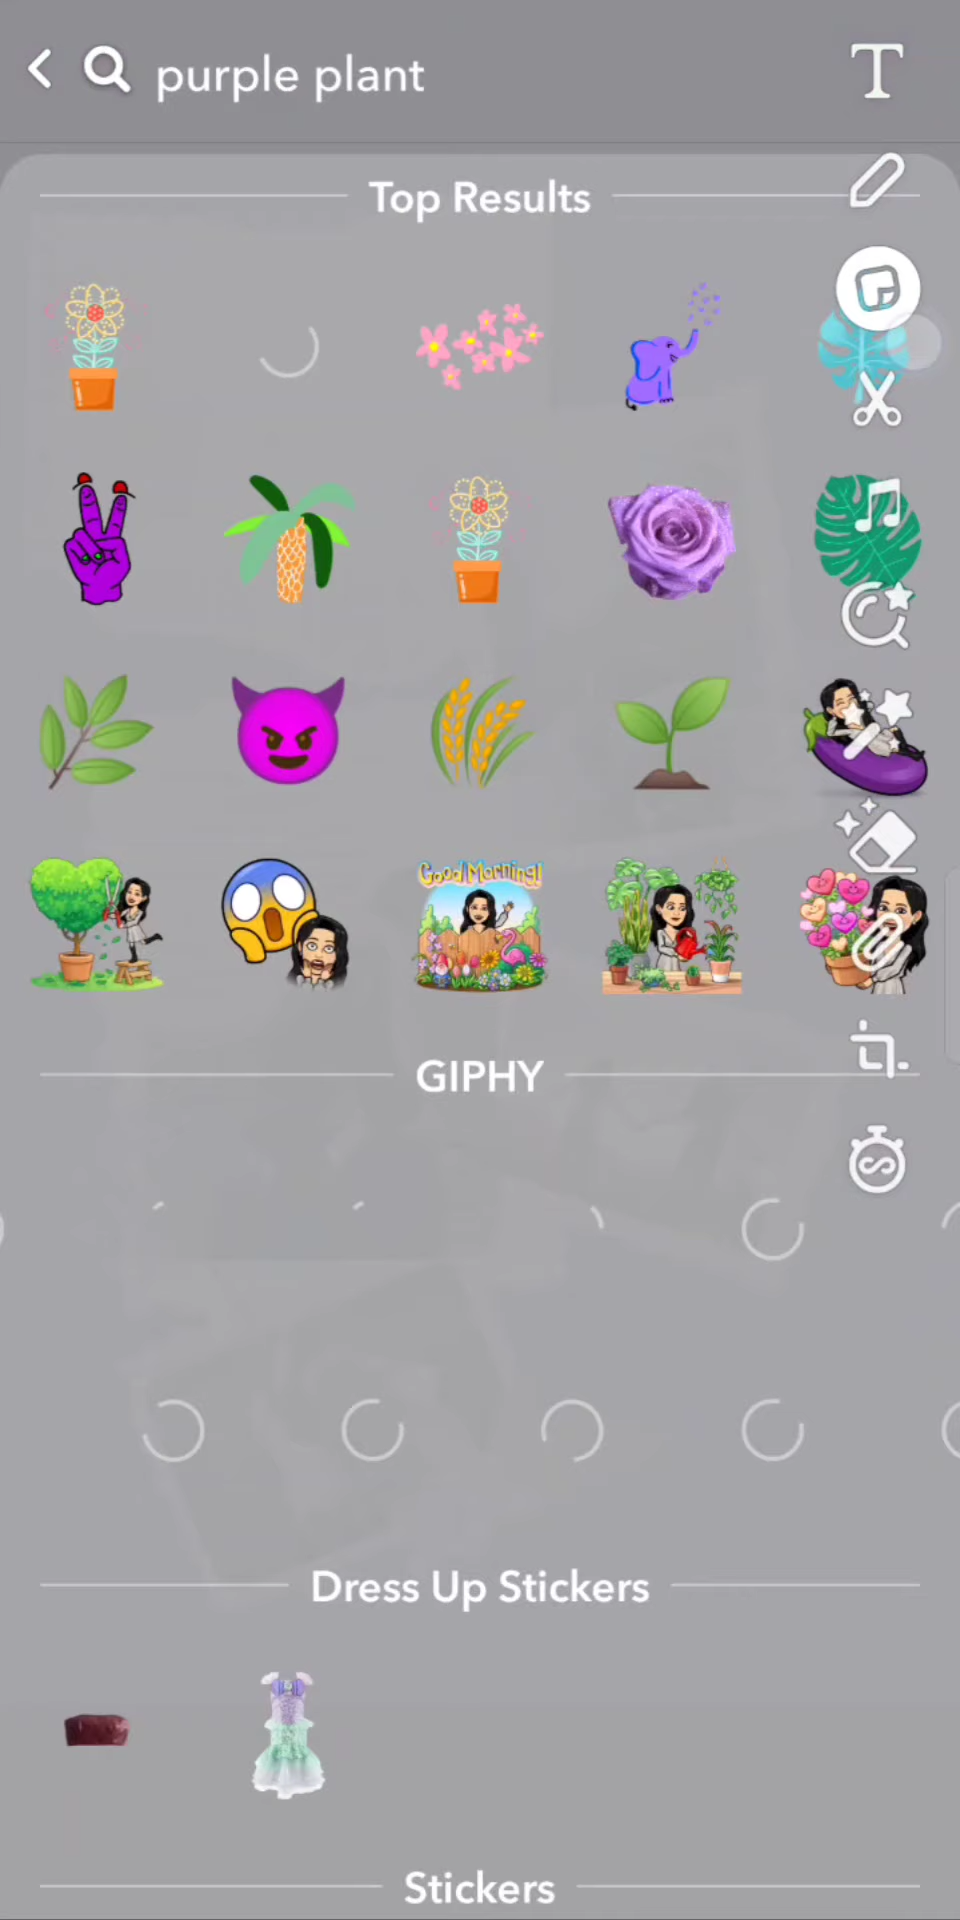 purple plant
T
Top Results
Good Morning!
GIPHY
Dress Up Stickers
Stickers